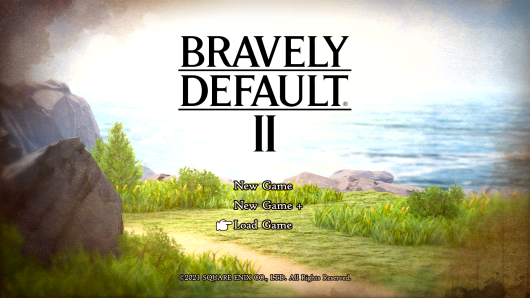 BRAVELY
DEFAULT®
II
New Game
New Game +
Load Game
©2021 SQUARE ENIX CO., LTD. All Rights Reserved.